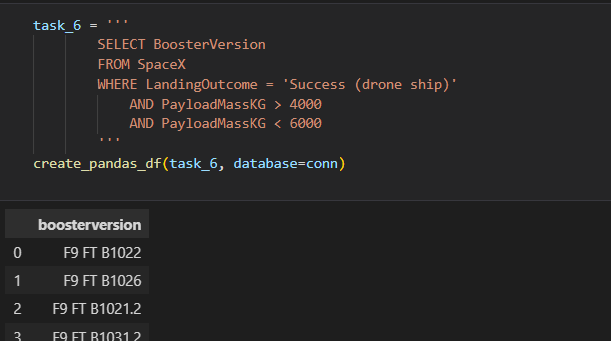 task_6 = '''
SELECT BoosterVersion
FROM SpaceX
WHERE LandingOutcome = 'Success (drone ship)'
AND PayloadMassKG > 4000
AND PayloadMassKG < 6000
'''
create_pandas_df(task_6, database=conn)
boosterversion
0 F9 FT B1022
1 F9 FT B1026
2 F9 FT B1021.2
3 F9 FT B1031.2